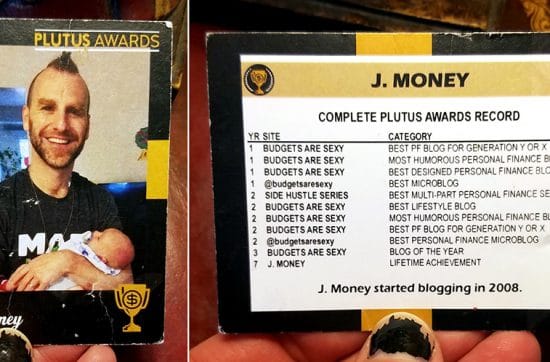 PLUTUS AWARDS
MA
ney
$
J. MONEY
COMPLETE PLUTUS AWARDS RECORD
YR SITE CATEGORY
1 BUDGETS ARE SEXY BEST PF BLOG FOR GENERATION Y OR X
1 BUDGETS ARE SEXY MOST HUMOROUS PERSONAL FINANCE
1 BUDGETS ARE SEXY BEST DESIGNED PERSONAL FINANCE
1 @budgetsaresexy BEST MICROBLOG
2 SIDE HUSTLE SERIES BEST MULTI-PART PERSONAL FINANCE
2 BUDGETS ARE SEXY BEST LIFESTYLE BLOG
2 BUDGETS ARE SEXY MOST HUMOROUS PERSONAL FINANCE
2 BUDGETS ARE SEXY BEST PF BLOG FOR GENERATION Y OR X
2 @budgetsaresexy BEST PERSONAL FINANCE MICROBLOG
3 BUDGETS ARE SEXY BLOG OF THE YEAR
7 J. MONEY LIFETIME ACHIEVEMENT
J. Money started blogging in 2008.